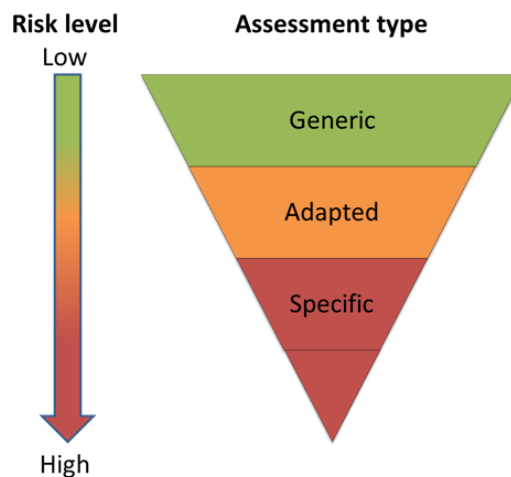 Risk level
Assessment type
Low
Generic
Adapted
Specific
High